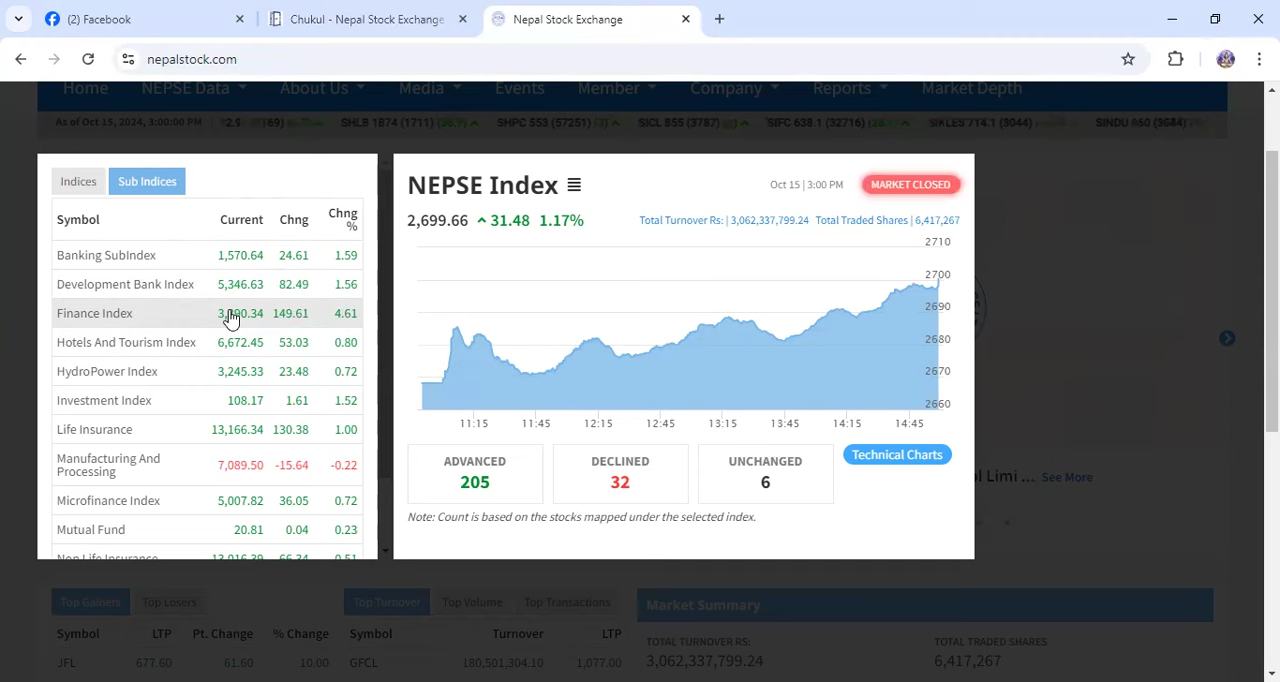 (2) Facebook
Chukul - Nepal Stock Exchange
Nepal Stock Exchange
nepalstock.com
Home NEPSE Data About Us Media Events Member Company Reports Market Depth
As of Oct 15, 2024, 3:00:00 PM SHLB 1874 (1711) SHPC 553 (57251) SICL 855 (3787) SIFC 638.1 (32716) SIKLES 714.1 (3044)
Indices Sub Indices
Symbol Current Chng Chng %
Banking SubIndex 1,570.64 24.61 1.59
Development Bank Index 5,346.63 82.49 1.56
Finance Index 149.61 4.61
Hotels And Tourism Index 6,672.45 53.03 0.80
HydroPower Index 3,245.33 23.48 0.72
Investment Index 108.17 1.61 1.52
Life Insurance 13,166.34 130.38 1.00
Manufacturing And
Processing 7,089.50 -15.64 -0.22
Microfinance Index 5,007.82 36.05 0.72
Mutual Fund 20.81 0.04 0.23
Non Life Insurance 13,016.39 66.34 0.51
NEPSE Index
Oct 15 | 3:00 PM MARKET CLOSED
2,699.66 31.48 1.17%
Total Turnover Rs: | 3,062,337,799.24 Total Traded Shares | 6,417,267
2710
2700
2690
2680
2670
2660
11:15 11:45 12:15 12:45 13:15 13:45 14:15 14:45
ADVANCED DECLINED UNCHANGED Technical Charts
205 32 6
Note: Count is based on the stocks mapped under the selected index.
Limi ... See More
Top Gainers Top Losers
Symbol LTP Pt. Change % Change
JFL 677.60 61.60 10.00
Top Turnover Top Volume Top Transactions
Symbol Turnover LTP
GFCL 180,501,304.10 1,077.00
Market Summary
TOTAL TURNOVER RS: TOTAL TRADED SHARES
3,062,337,799.24 6,417,267